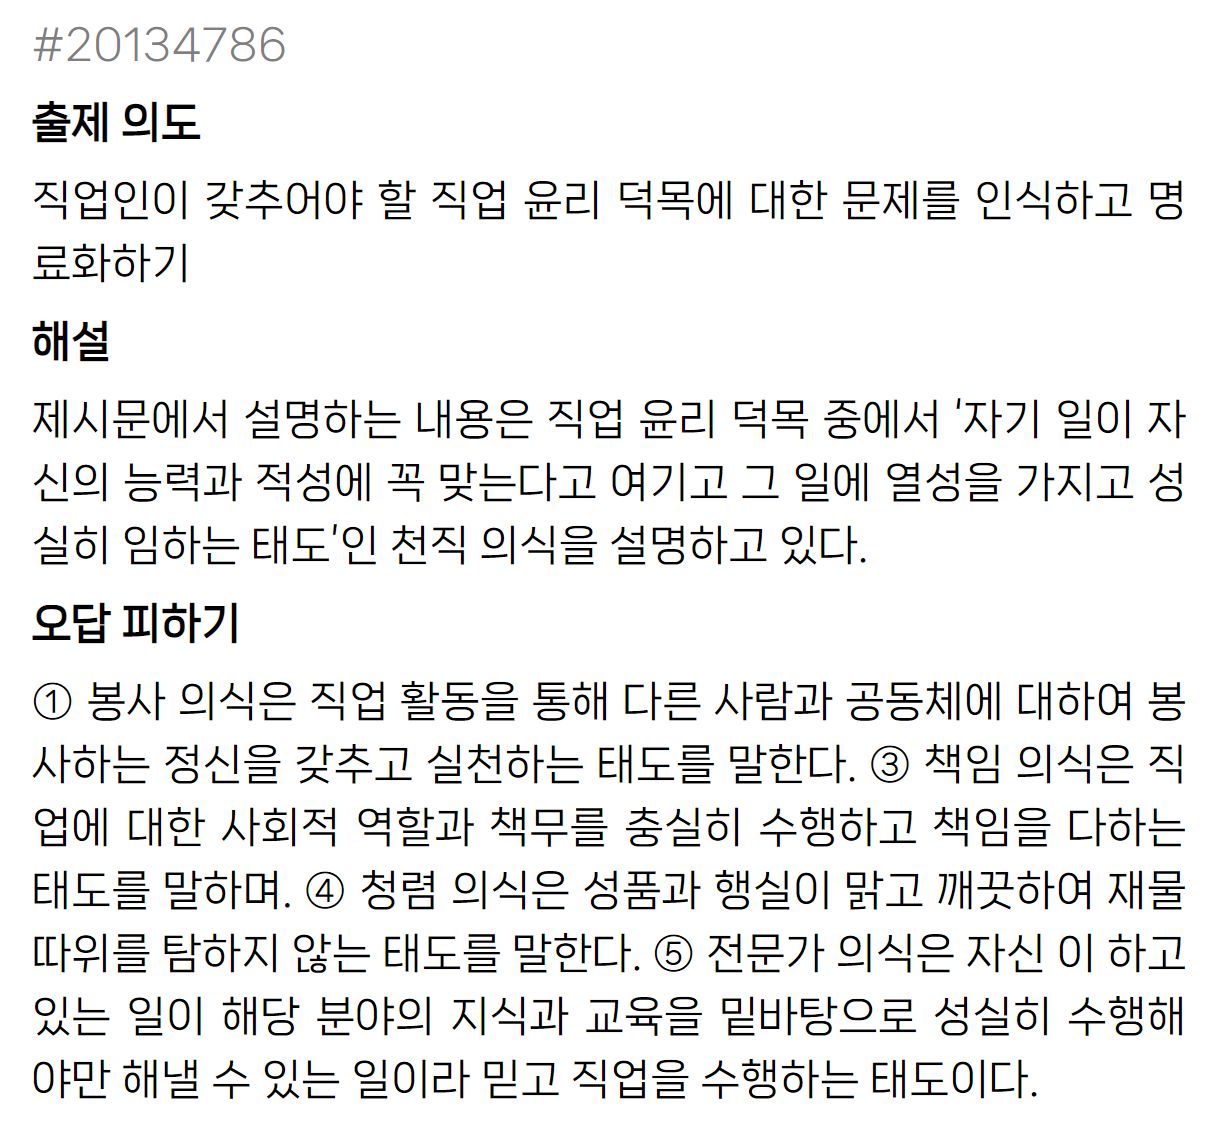 #20134786
출제 의도
직업인이 갖추어야 할 직업 윤리 덕목에 대한 문제를 인식하고 명
료화하기
해설
제시문에서 설명하는 내용은 직업 윤리 덕목 중에서 '자기 일이 자
신의 능력과 적성에 꼭 맞는다고 여기고 그 일에 열성을 가지고 성
실히 임하는 태도'인 천직 의식을 설명하고 있다.
오답 피하기
① 봉사 의식은 직업 활동을 통해 다른 사람과 공동체에 대하여 봉
사하는 정신을 갖추고 실천하는 태도를 말한다. ③ 책임 의식은 직
업에 대한 사회적 역할과 책무를 충실히 수행하고 책임을 다하는
태도를 말하며. ④ 청렴 의식은 성품과 행실이 맑고 깨끗하여 재물
따위를 탐하지 않는 태도를 말한다. ⑤ 전문가 의식은 자신 이 하고
있는 일이 해당 분야의 지식과 교육을 밑바탕으로 성실히 수행해
야만 해낼 수 있는 일이라 믿고 직업을 수행하는 태도이다.